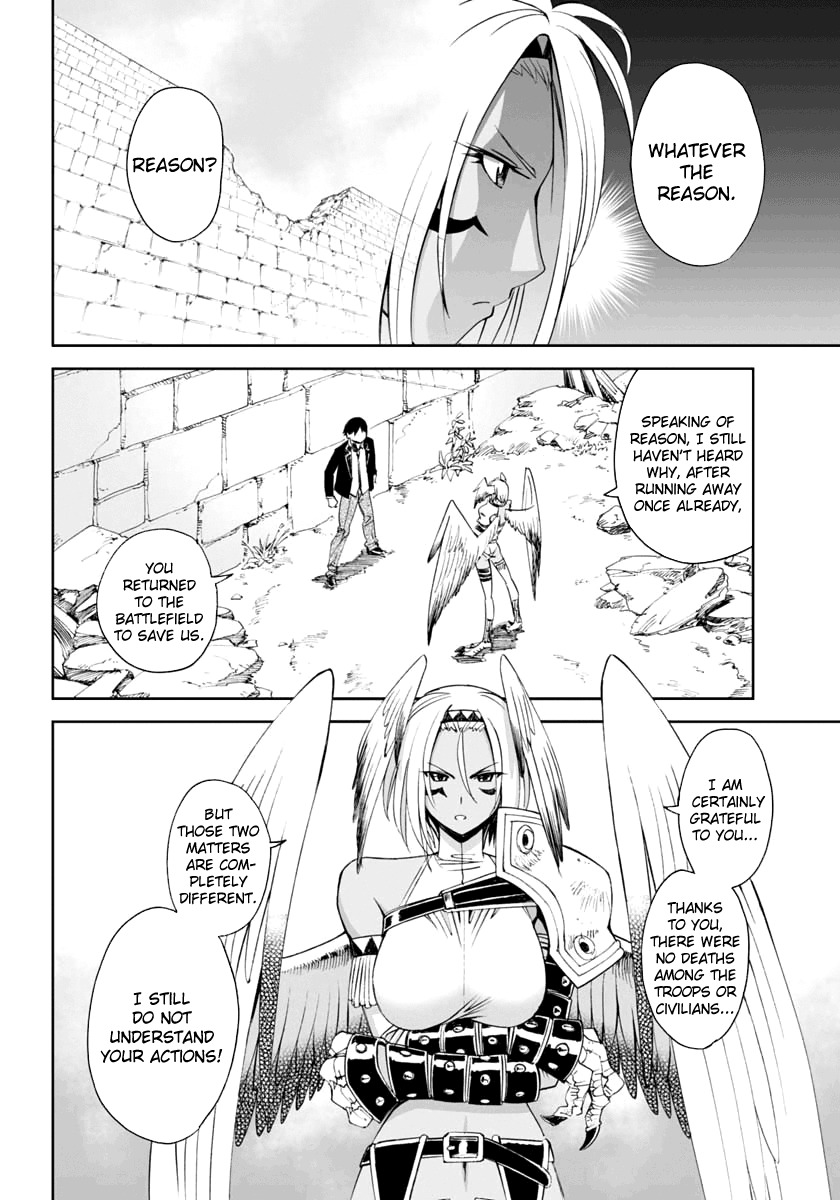 WHATEVER
THE
REASON.
REASON?
SPEAKING OF
REASON, I STILL
HAVEN'T HEARD
WHY, AFTER
RUNNING AWAY
ONCE ALREADY,
YOU
RETURNED
TO THE
BATTLEFIELD
TO SAVE US.
I AM
CERTAINLY
GRATEFUL
TO YOU...
THANKS
TO YOU,
THERE WERE
NO DEATHS
AMONG THE
TROOPS OR
CIVILIANS...
BUT
THOSE TWO
MATTERS
ARE COM-
PLETELY
DIFFERENT.
I STILL
DO NOT
UNDERSTAND
YOUR ACTIONS!